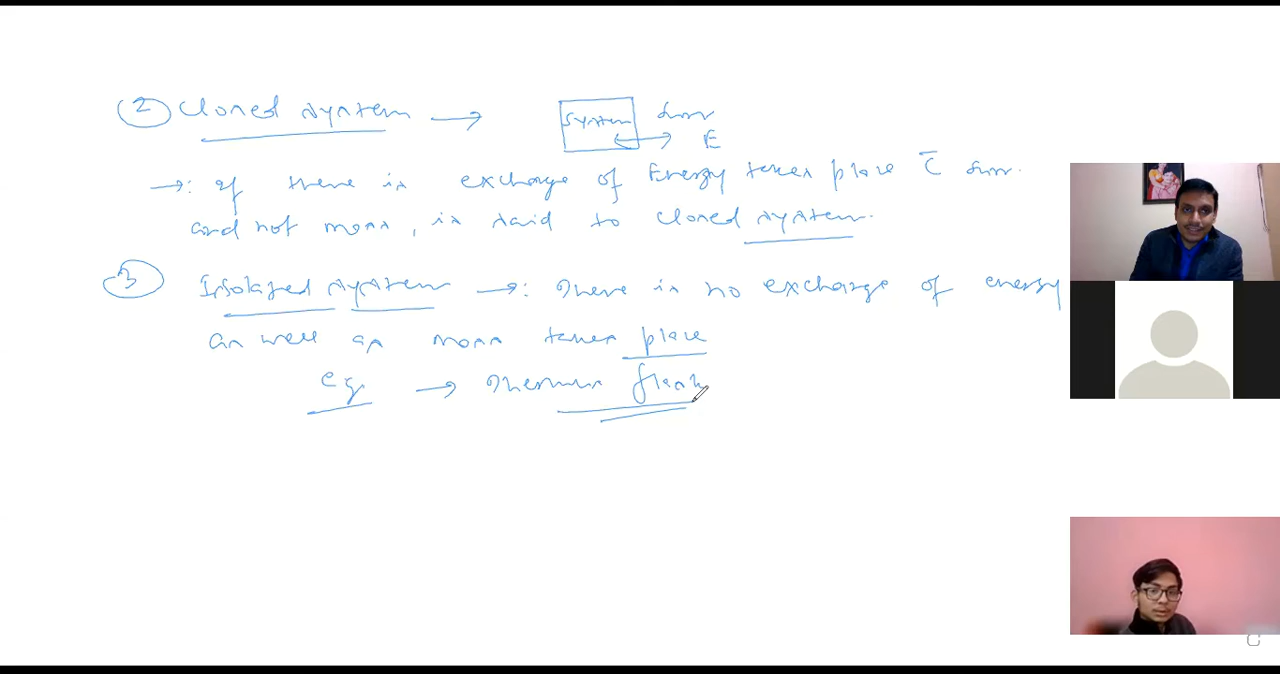 ② Closed system →
System surr
E
→: If there is exchange of Energy takes place c̄ surr.
and not mass, is said to closed system.
③ Isolated system →: There is no exchange of energy
as well as mass takes place
eg → Thermos flask